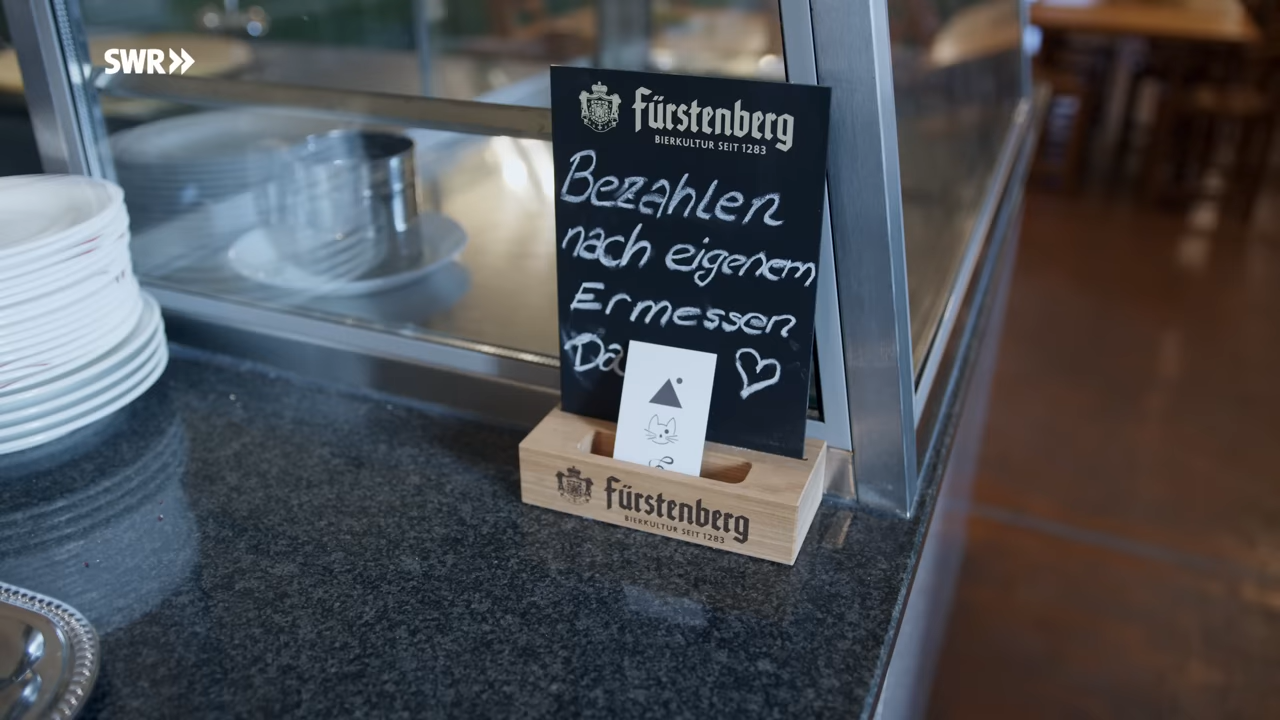 SWR
Fürstenberg
BIERKULTUR SEIT 1283
Bezahlen
nach eigenem
Ermessen
Fürstenberg
BIERKULTUR SEIT 1283